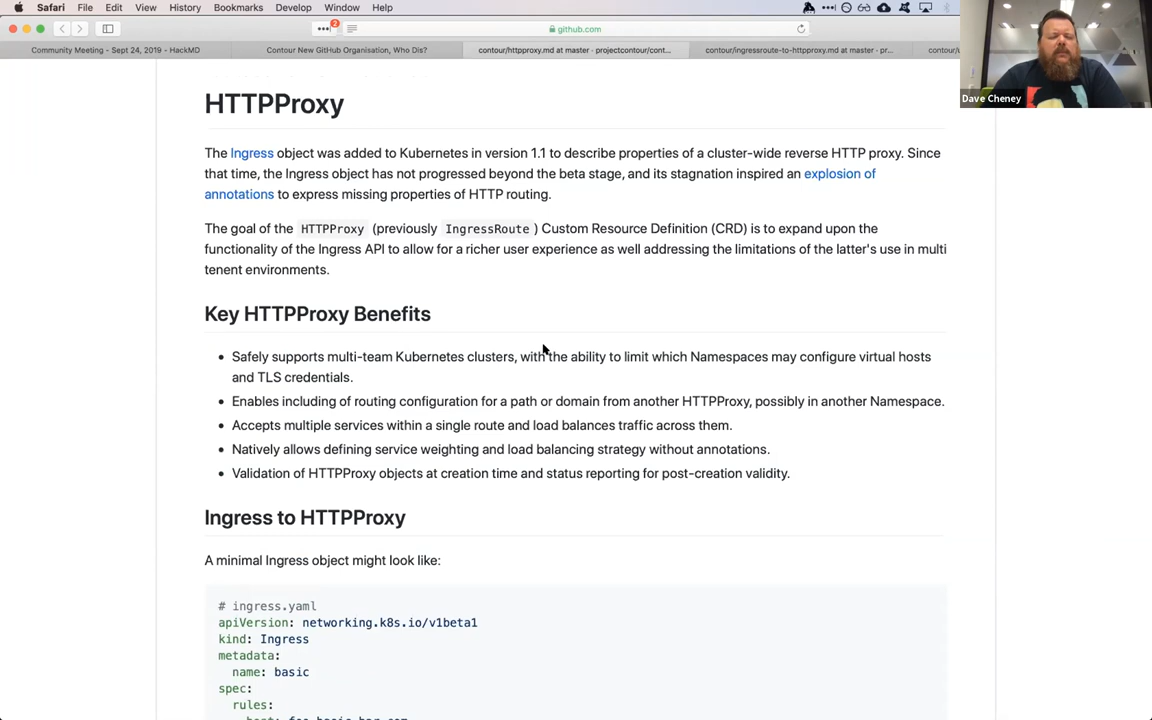 Safari File Edit View History Bookmarks Develop Window Help
2
github.com
Community Meeting - Sept 24, 2019 - HackMD
Contour New GitHub Organisation, Who Dis?
contour/httpproxy.md at master · projectcontour/cont...
contour/ingressroute-to-httpproxy.md at master · pr...
Dave Cheney
HTTPProxy
The Ingress object was added to Kubernetes in version 1.1 to describe properties of a cluster-wide reverse HTTP proxy. Since
that time, the Ingress object has not progressed beyond the beta stage, and its stagnation inspired an explosion of
annotations to express missing properties of HTTP routing.
The goal of the HTTPProxy (previously IngressRoute ) Custom Resource Definition (CRD) is to expand upon the
functionality of the Ingress API to allow for a richer user experience as well addressing the limitations of the latter's use in multi
tenent environments.
Key HTTPProxy Benefits
• Safely supports multi-team Kubernetes clusters, with the ability to limit which Namespaces may configure virtual hosts
and TLS credentials.
• Enables including of routing configuration for a path or domain from another HTTPProxy, possibly in another Namespace.
• Accepts multiple services within a single route and load balances traffic across them.
• Natively allows defining service weighting and load balancing strategy without annotations.
• Validation of HTTPProxy objects at creation time and status reporting for post-creation validity.
Ingress to HTTPProxy
A minimal Ingress object might look like:
# ingress.yaml
apiVersion: networking.k8s.io/v1beta1
kind: Ingress
metadata:
name: basic
spec:
rules: